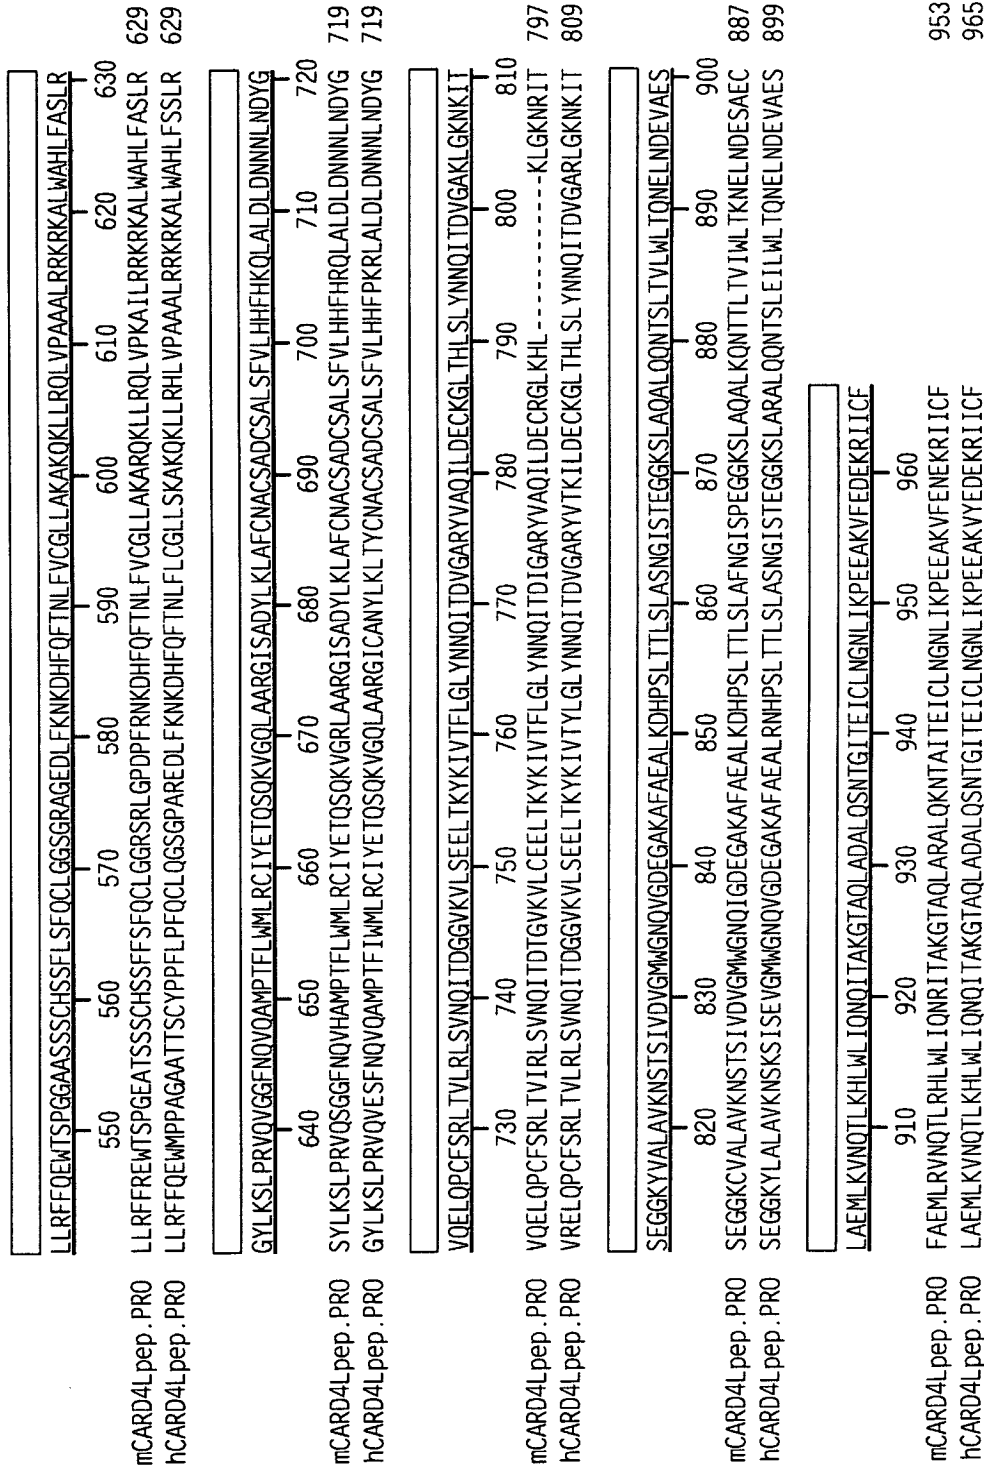 LLRFFQEWTSPGGAASSSCHSSFLSFQCLGGSGRAGEDLFKNKDHFQFTNLFVCGLLAKAKQKLLRQLVPAAALRRKRKALWAHLFASLR
550 560 570 580 590 600 610 620 630
mCARD4Lpep.PRO LLRFFREWTSPGEATSSSCHSSFFSFQCLGGRSRLGPDPFRNKDHFQFTNLFVCGLLAKARQKLLRQLVPKAILRRKRKALWAHLFASLR 629
hCARD4Lpep.PRO LLRFFQEWMPPAGAATTSCYPPFLPFQCLQGSGPAREDLFKNKDHFQFTNLFLCGLLSKAKQKLLRHLVPAAALRRKRKALWAHLFSSLR 629
GYLKSLPRVQVGGFNQVQAMPTFLWMLRCIYETQSQKVGQLAARGISADYLKLAFCNACSADCSALSFVLHHFHKQLALDLDNNNLNDYG
640 650 660 670 680 690 700 710 720
mCARD4Lpep.PRO SYLKSLPRVQSGGFNQVHAMPTFLWMLRCIYETQSQKVGRLAARGISADYLKLAFCNACSADCSALSFVLHHFHRQLALDLDNNNLNDYG 719
hCARD4Lpep.PRO GYLKSLPRVQVESFNQVQAMPTFIWMLRCIYETQSQKVGQLAARGICANYLKLTYCNACSADCSALSFVLHHFPKRLALDLDNNNLNDYG 719
VQELQPCFSRLTVLRLSVNQITDGGVKVLSEELTKYKIVTFLGLYNNQITDVGARYVAQILDECKGLTHLSLYNNQITDVGAKLGKNKIT
730 740 750 760 770 780 790 800 810
mCARD4Lpep.PRO VQELQPCFSRLTVIRLSVNQITDTGVKVLCEELTKYKIVTFLGLYNNQITDIGARYVAQILDECRGLKHL------------KLGKNRIT 797
hCARD4Lpep.PRO VRELQPCFSRLTVLRLSVNQITDGGVKVLSEELTKYKIVTYLGLYNNQITDVGARYVTKILDECKGLTHLSLYNNQITDVGARLGKNKIT 809
SEGGKYVALAVKNSTSIVDVGMWGNQVGDEGAKAFAEALKDHPSLTTLSLASNGISTEGGKSLAQALQQNTSLTVLWLTQNELNDEVAES
820 830 840 850 860 870 880 890 900
mCARD4Lpep.PRO SEGGKCVALAVKNSTSIVDVGMWGNQIGDEGAKAFAEALKDHPSLTTLSLAFNGISPEGGKSLAQALKQNTTLTVIWLTKNELNDESAEC 887
hCARD4Lpep.PRO SEGGKYLALAVKNSKSISEVGMWGNQVGDEGAKAFAEALRNHPSLTTLSLASNGISTEGGKSLARALQQNTSLEILWLTQNELNDEVAES 899
LAEMLKVNQTLKHLWLIQNQITAKGTAQLADALQSNTGITEICLNGNLIKPEEAKVFEDEKRIICF
910 920 930 940 950 960
mCARD4Lpep.PRO FAEMLRVNQTLRHLWLIQNRITAKGTAQLARALQKNTAITEICLNGNLIKPEEAKVFENEKRIICF 953
hCARD4Lpep.PRO LAEMLKVNQTLKHLWLIQNQITAKGTAQLADALQSNTGITEICLNGNLIKPEEAKVYEDEKRIICF 965